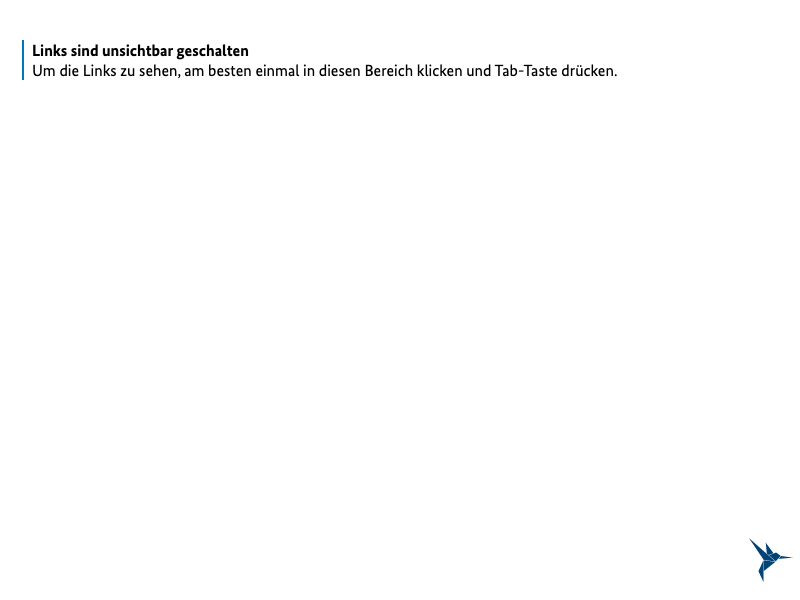 Links sind unsichtbar geschalten
Um die Links zu sehen, am besten einmal in diesen Bereich klicken und Tab-Taste drücken.